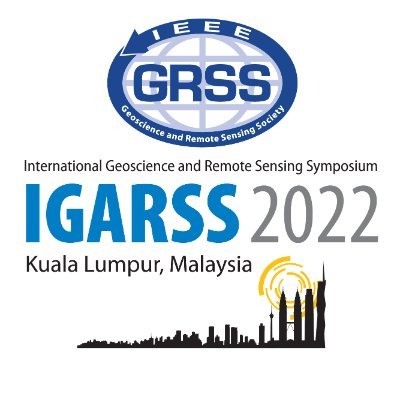 IEEE
GRSS
Geoscience and Remote Sensing Society
International Geoscience and Remote Sensing Symposium
IGARSS 2022
Kuala Lumpur, Malaysia